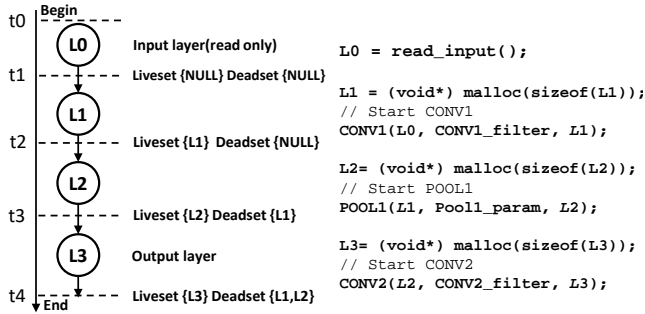 Begin
t0
L0
Input layer(read only)
t1
Liveset {NULL} Deadset {NULL}
L1
t2
Liveset {L1} Deadset {NULL}
L2
t3
Liveset {L2} Deadset {L1}
L3
Output layer
t4
Liveset {L3} Deadset {L1,L2}
End
L0 = read_input();
L1 = (void*) malloc(sizeof(L1));
// Start CONV1
CONV1(L0, CONV1_filter, L1);
L2= (void*) malloc(sizeof(L2));
// Start POOL1
POOL1(L1, Pool1_param, L2);
L3= (void*) malloc(sizeof(L3));
// Start CONV2
CONV2(L2, CONV2_filter, L3);